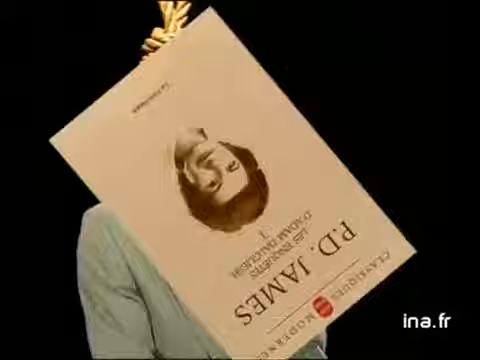 CLASSIQUES MODERNES
P.D. JAMES
LES ENQUÊTES
D'ADAM DALGLIESH
1.
ina.fr